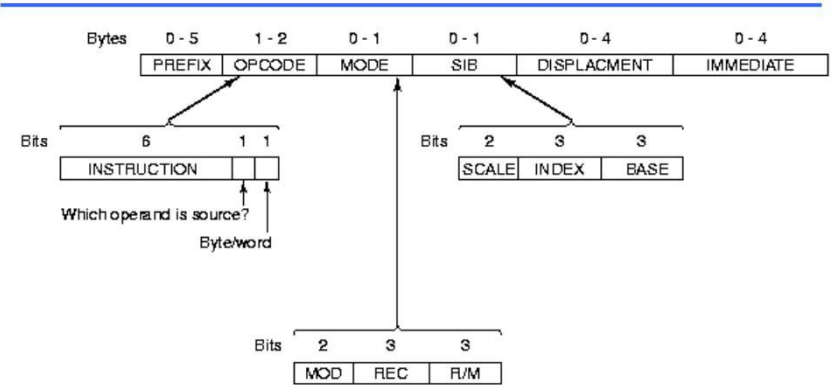 Bytes 0 - 5 1 - 2 0 - 1 0 - 1 0 - 4 0 - 4
PREFIX OPCODE MODE SIB DISPLACMENT IMMEDIATE
Bits 6 1 1 Bits 2 3 3
INSTRUCTION SCALE INDEX BASE
Which operand is source?
Byte/word
Bits 2 3 3
MOD REC R/M